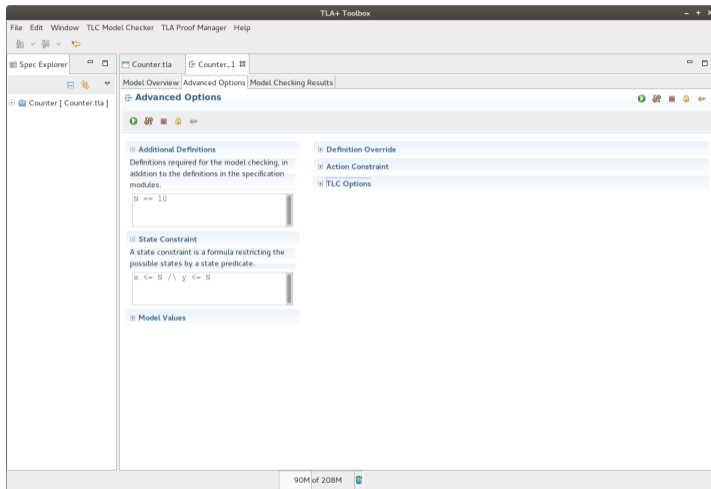 TLA+ Toolbox
File Edit Window TLC Model Checker TLA Proof Manager Help
Spec Explorer
Counter.tla
Counter_1
Model Overview Advanced Options Model Checking Results
Counter [ Counter.tla ]
Advanced Options
Additional Definitions
Definitions required for the model checking, in
addition to the definitions in the specification
modules.
N == 10
State Constraint
A state constraint is a formula restricting the
possible states by a state predicate.
x <= N /\ y <= N
Model Values
Definition Override
Action Constraint
TLC Options
90M of 208M